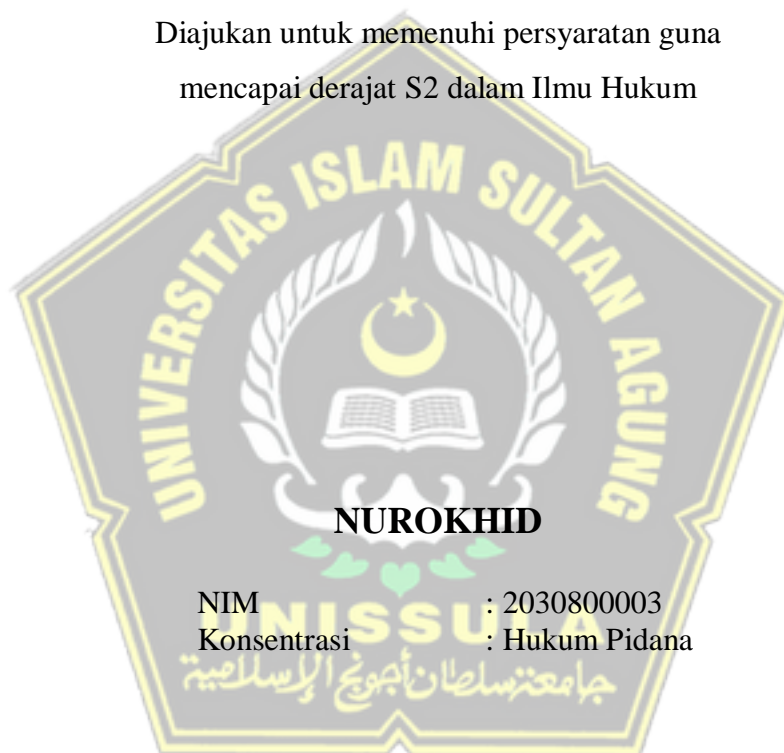 Diajukan untuk memenuhi persyaratan guna
mencapai derajat S2 dalam Ilmu Hukum
UNIVERSITAS ISLAM SULTAN AGUNG
NUROKHID
NIM : 2030800003
Konsentrasi : Hukum Pidana
UNISSULA
جامعة سلطان أجونج الإسلامية